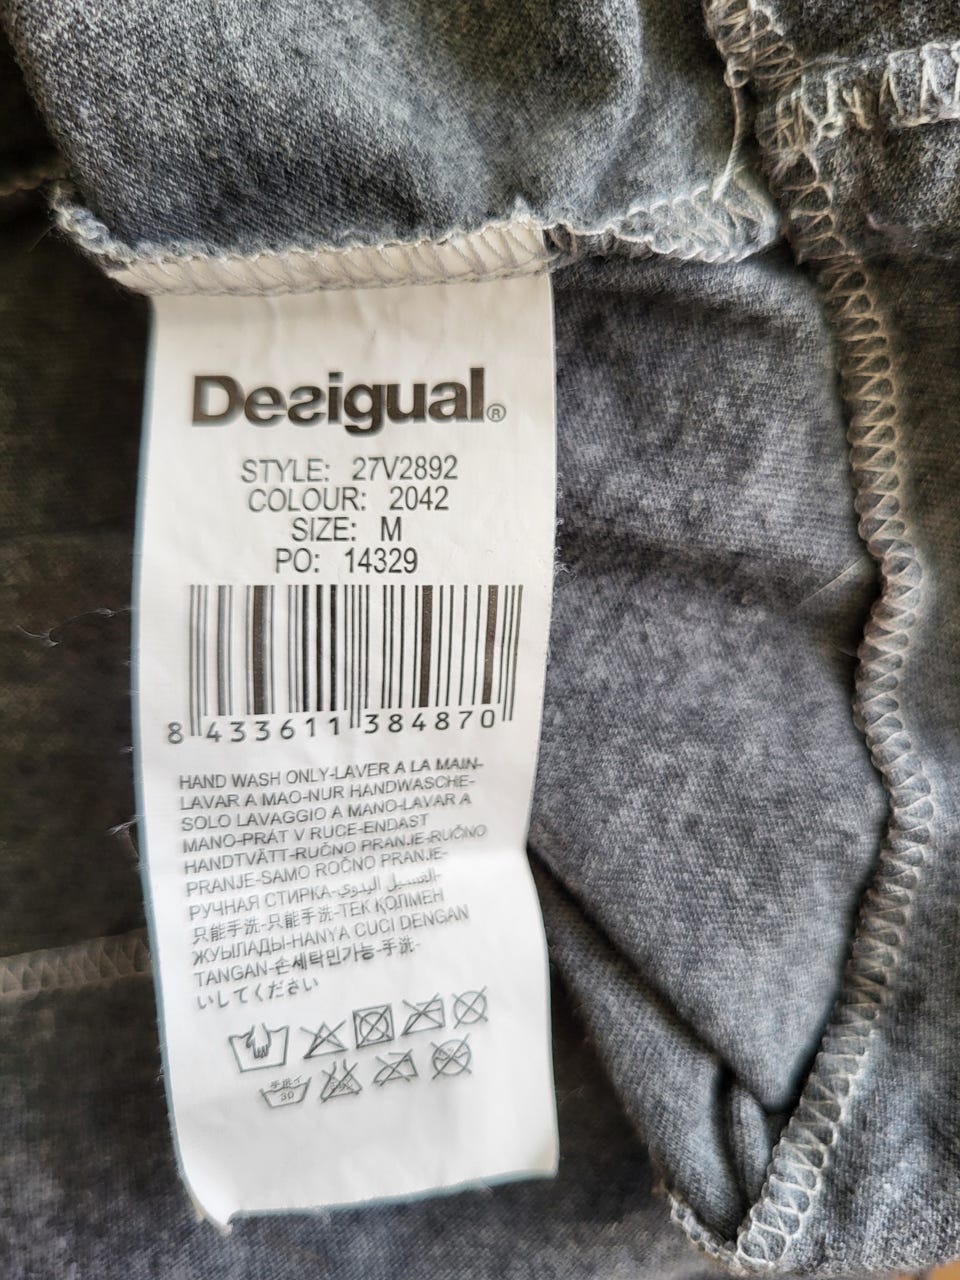 Desigual®
STYLE: 27V2892
COLOUR: 2042
SIZE: M
PO: 14329
8 433611 384870
HAND WASH ONLY-LAVER A LA MAIN-
LAVAR A MAO-NUR HANDWASCHE-
SOLO LAVAGGIO A MANO-LAVAR A
MANO-PRÁT V RUCE-ENDAST
HANDTVÄTT-RUČNO PRANJE-RUČNO
PRANJE-SAMO ROČNO PRANJE-
РУЧНАЯ СТИРКА-الغسيل اليدوي-
只能手洗-只能手洗-ТЕК ҚОЛМЕН
ЖУЫЛАДЫ-HANYA CUCI DENGAN
TANGAN-손세탁만가능-手洗-
いしてください
手洗イ
30